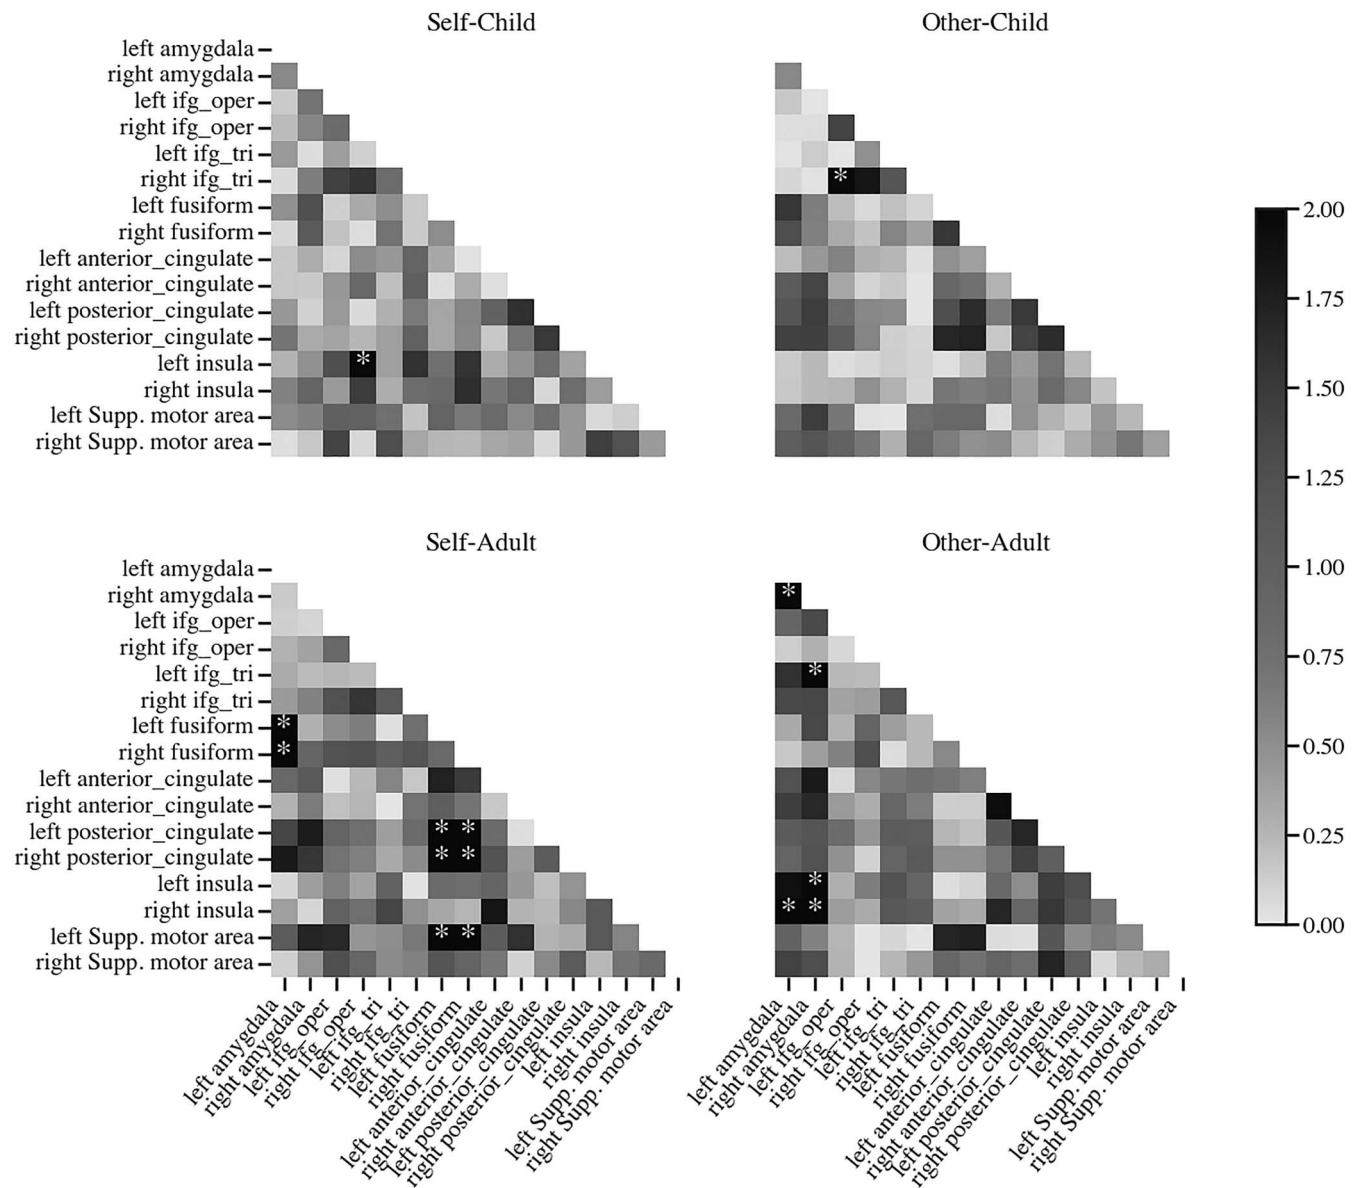 Self-Child
Other-Child
left amygdala
right amygdala
left ifg_oper
right ifg_oper
left ifg_tri
right ifg_tri
left fusiform
right fusiform
left anterior_cingulate
right anterior_cingulate
left posterior_cingulate
right posterior_cingulate
left insula
right insula
left Supp. motor area
right Supp. motor area
*
*
2.00
1.75
1.50
1.25
1.00
0.75
0.50
0.25
0.00
Self-Adult
Other-Adult
left amygdala
right amygdala
left ifg_oper
right ifg_oper
left ifg_tri
right ifg_tri
left fusiform
right fusiform
left anterior_cingulate
right anterior_cingulate
left posterior_cingulate
right posterior_cingulate
left insula
right insula
left Supp. motor area
right Supp. motor area
*
*
*
*
* *
* *
*
* *
* *
left amygdala
right amygdala
left ifg_oper
right ifg_oper
left ifg_tri
right ifg_tri
left fusiform
right fusiform
left anterior_cingulate
right anterior_cingulate
left posterior_cingulate
right posterior_cingulate
left insula
right insula
left Supp. motor area
right Supp. motor area
left amygdala
right amygdala
left ifg_oper
right ifg_oper
left ifg_tri
right ifg_tri
left fusiform
right fusiform
left anterior_cingulate
right anterior_cingulate
left posterior_cingulate
right posterior_cingulate
left insula
right insula
left Supp. motor area
right Supp. motor area